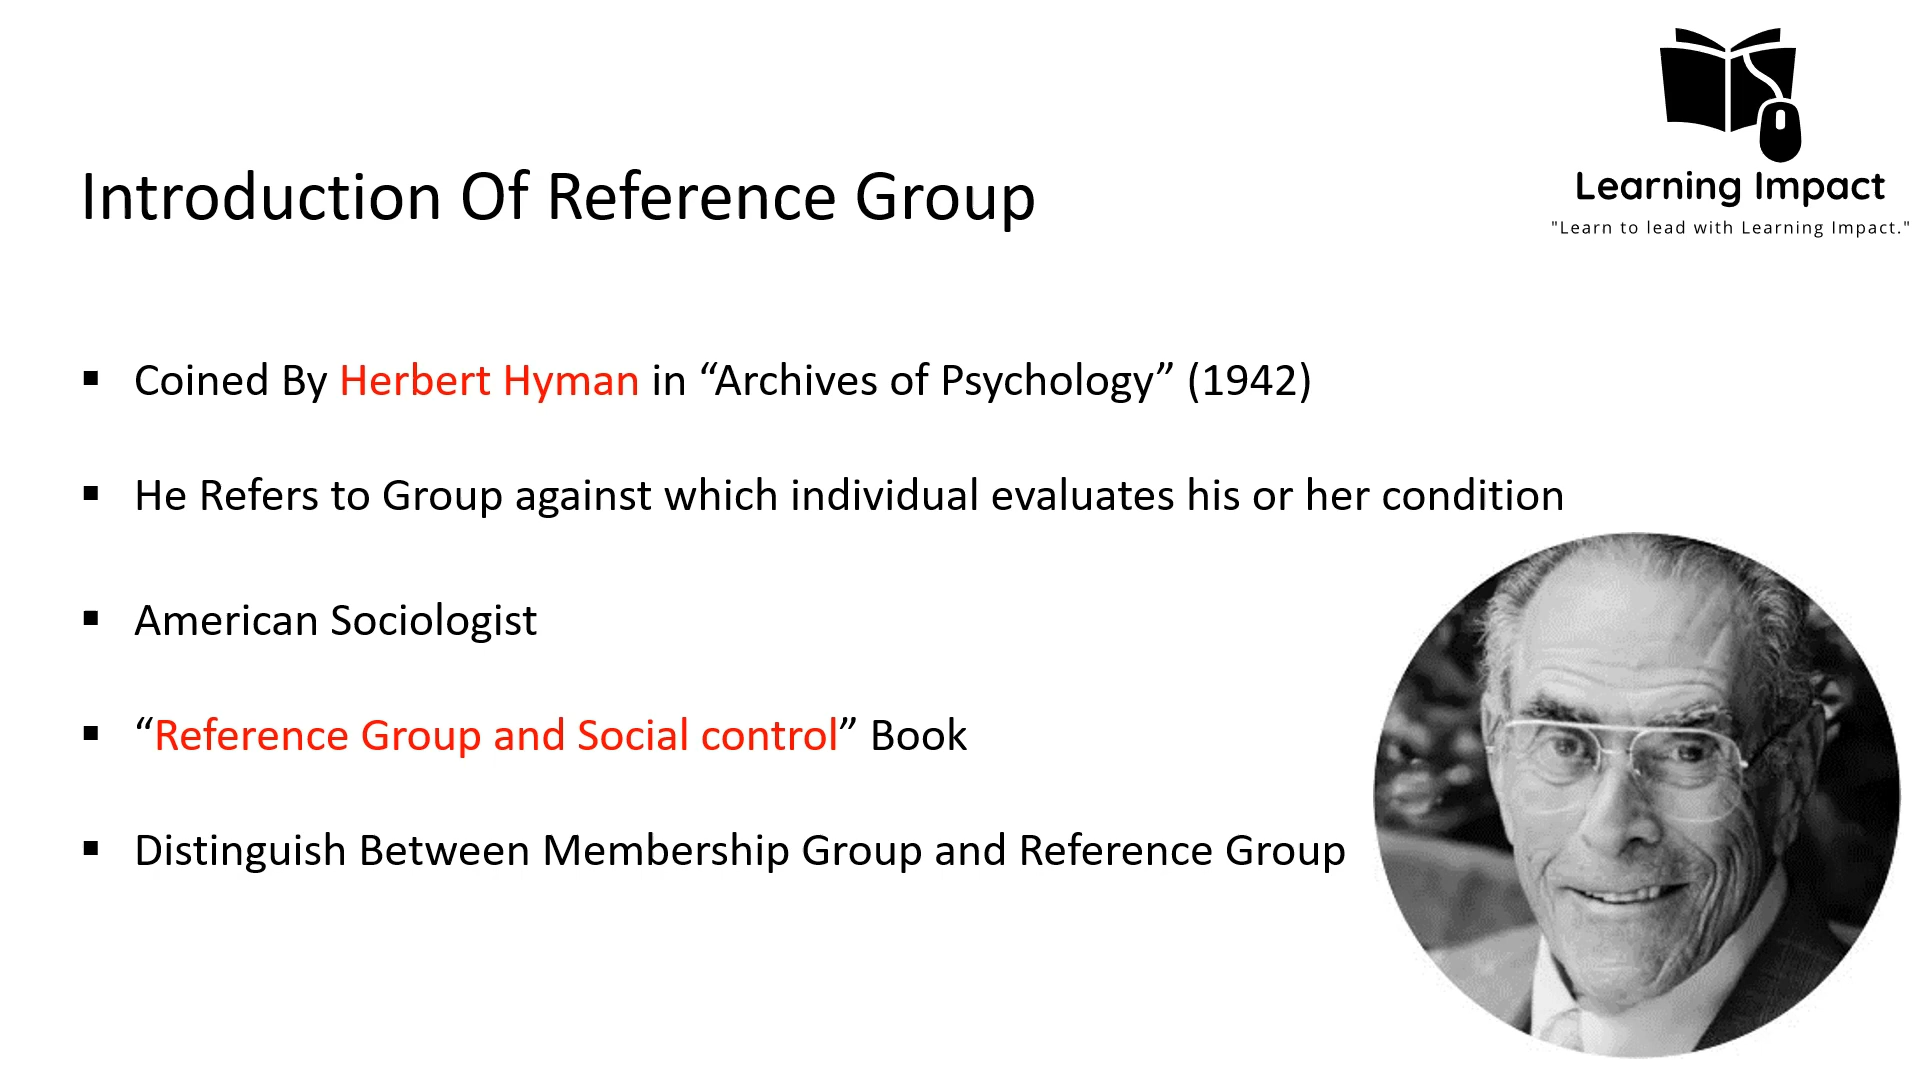 Learning Impact
"Learn to lead with Learning Impact."
Introduction Of Reference Group
▪ Coined By Herbert Hyman in “Archives of Psychology” (1942)
▪ He Refers to Group against which individual evaluates his or her condition
▪ American Sociologist
▪ “Reference Group and Social control” Book
▪ Distinguish Between Membership Group and Reference Group